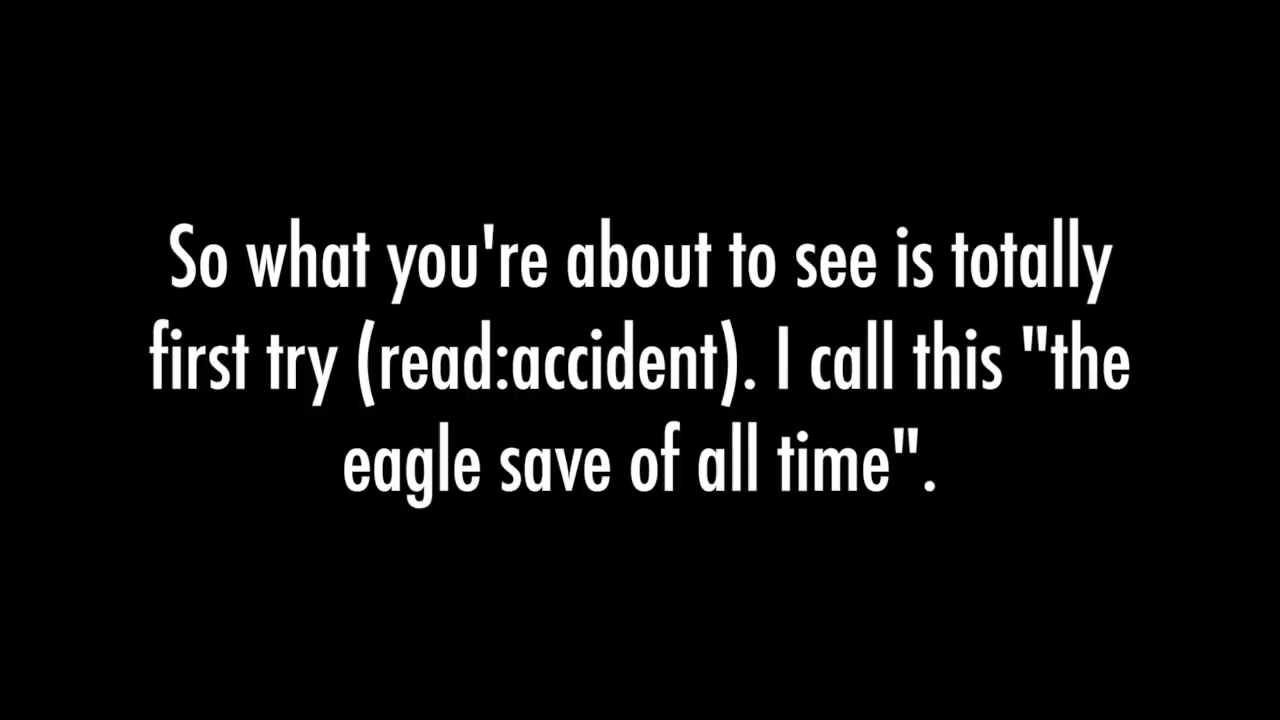 So what you're about to see is totally
first try (read:accident). I call this "the
eagle save of all time".